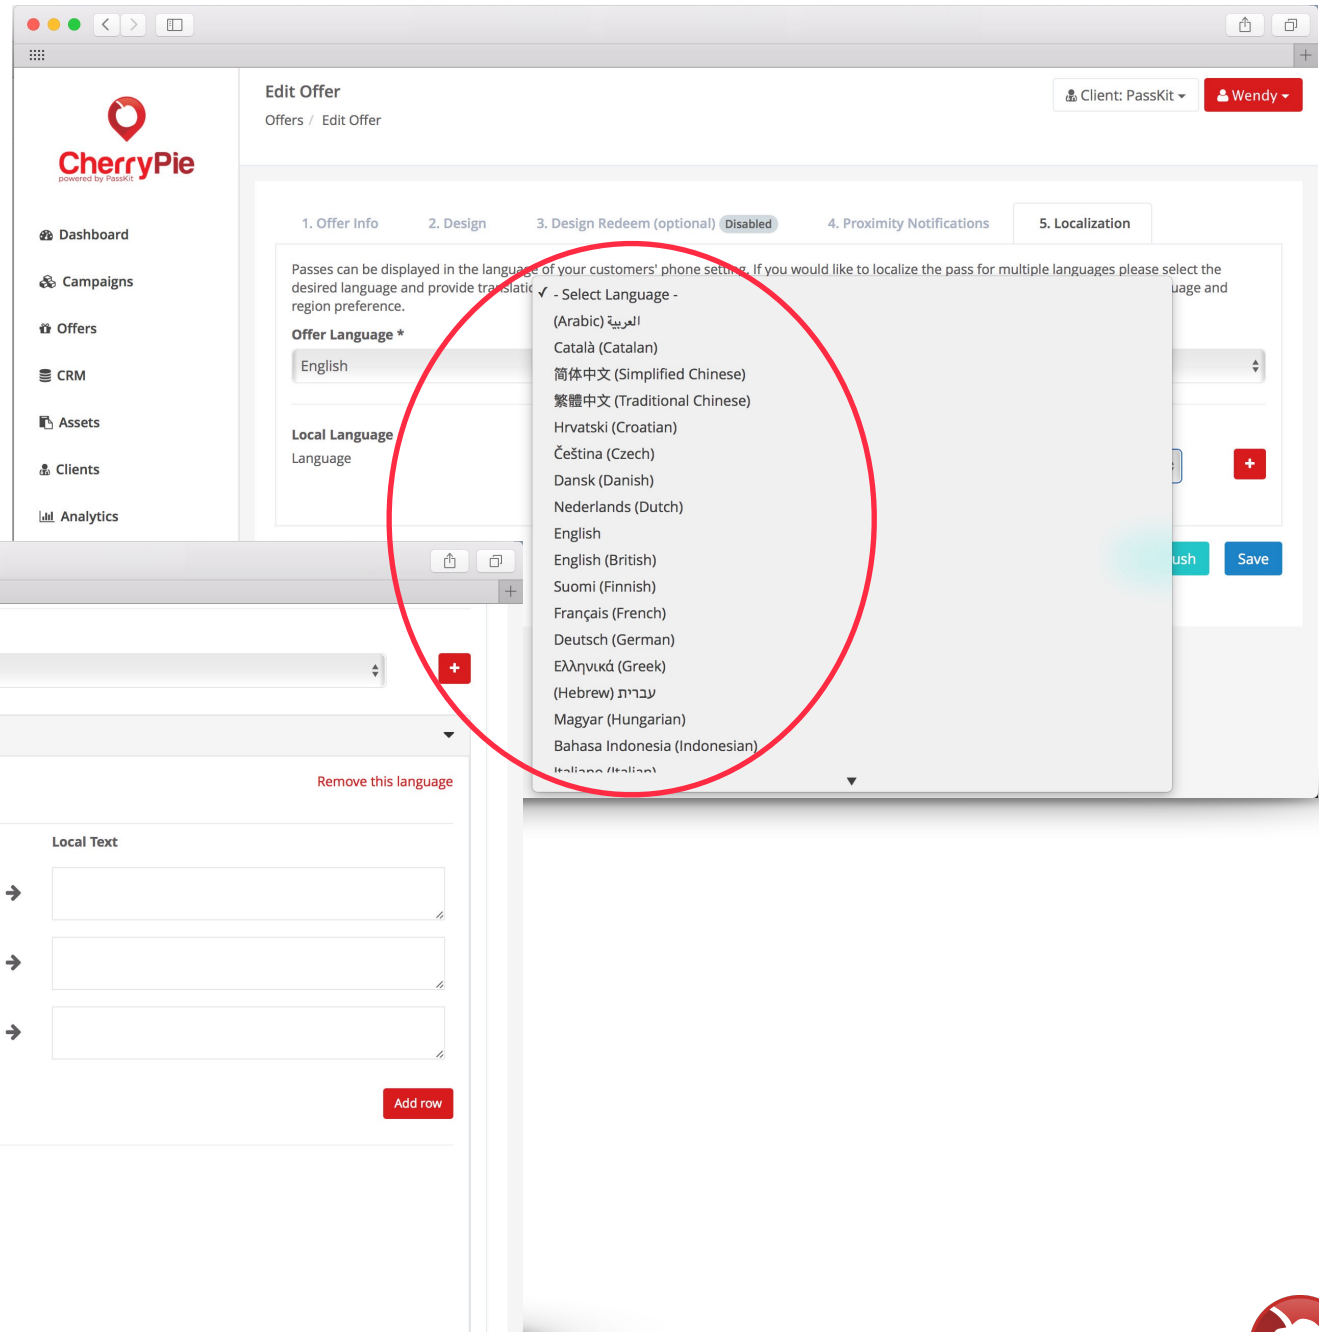 Edit Offer
Offers / Edit Offer
Client: PassKit
Wendy
CherryPie
powered by PassKit
Dashboard
Campaigns
Offers
CRM
Assets
Clients
Analytics
1. Offer Info
2. Design
3. Design Redeem (optional) Disabled
4. Proximity Notifications
5. Localization
Passes can be displayed in the language of your customers' phone setting. If you would like to localize the pass for multiple languages please select the
desired language and provide
region preference.
Offer Language *
English
Local Language
Language
✓ - Select Language -
العربية (Arabic)
Català (Catalan)
简体中文 (Simplified Chinese)
繁體中文 (Traditional Chinese)
Hrvatski (Croatian)
Čeština (Czech)
Dansk (Danish)
Nederlands (Dutch)
English
English (British)
Suomi (Finnish)
Français (French)
Deutsch (German)
Ελληνικά (Greek)
עברית (Hebrew)
Magyar (Hungarian)
Bahasa Indonesia (Indonesian)
Italiano (Italian)
Save
Remove this language
Local Text
Add row